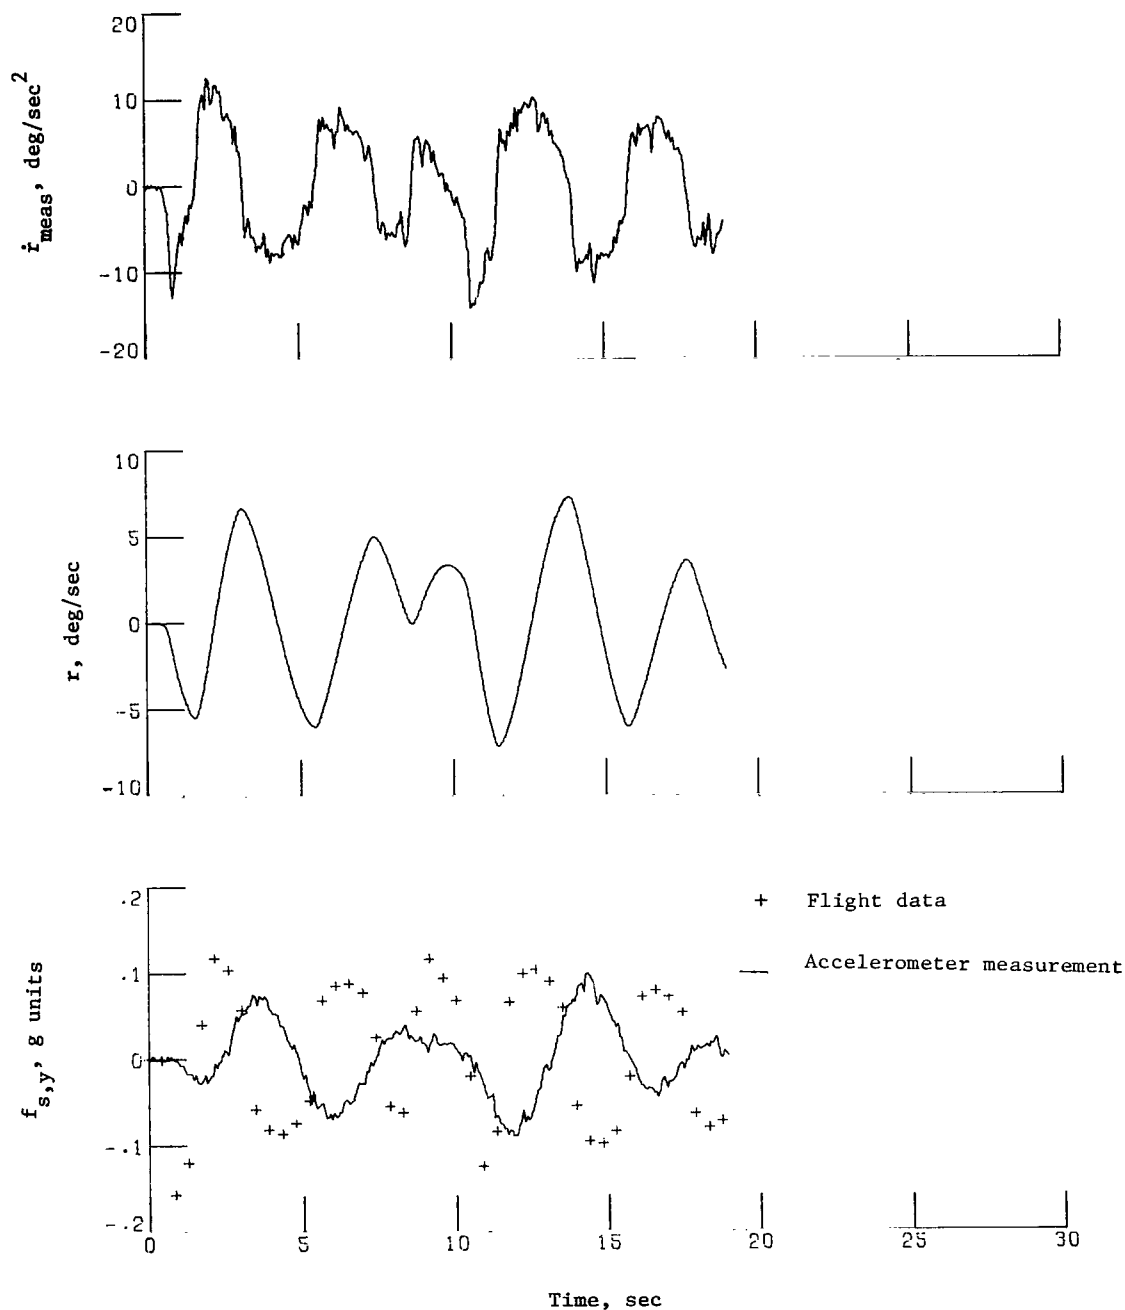 20
10
0
-10
-20
ṙmeas, deg/sec2
10
5
0
-5
-10
r, deg/sec
.2
.1
0
-.1
-.2
fs,y, g units
+ Flight data
— Accelerometer measurement
0 5 10 15 20 25 30
Time, sec